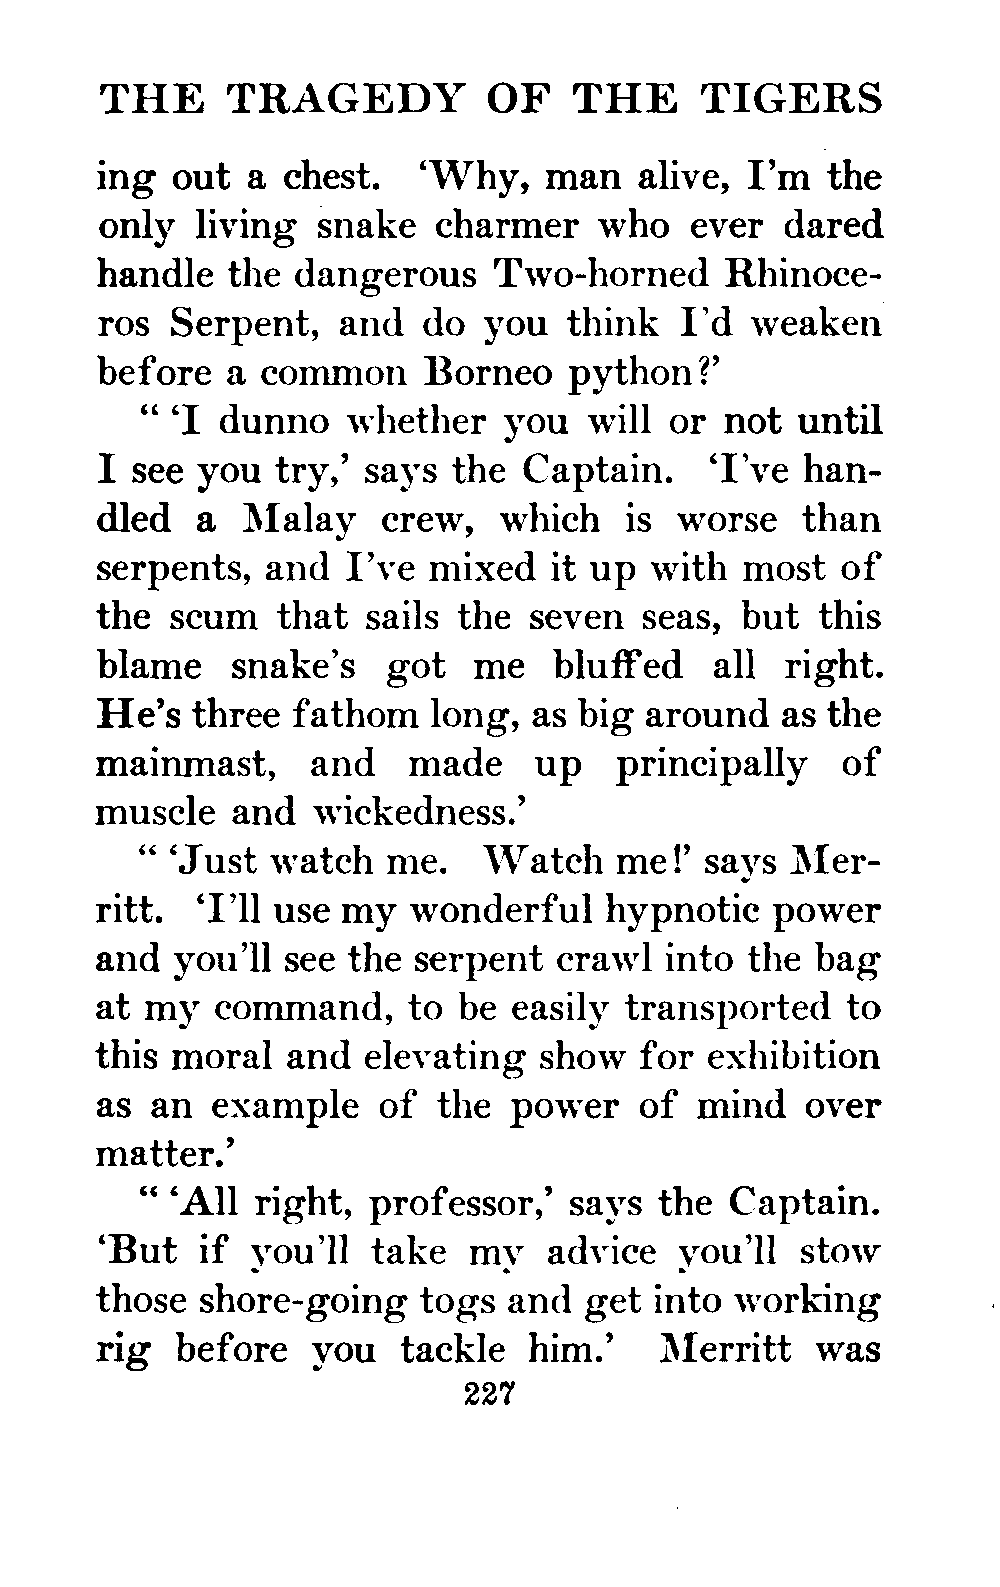 THE TRAGEDY OF THE TIGERS
ing out a chest. ‘Why, man alive, I’m the
only living snake charmer who ever dared
handle the dangerous Two-horned Rhinoce-
ros Serpent, and do you think I’d weaken
before a common Borneo python?’
“ ‘I dunno whether you will or not until
I see you try,’ says the Captain. ‘I’ve han-
dled a Malay crew, which is worse than
serpents, and I’ve mixed it up with most of
the scum that sails the seven seas, but this
blame snake’s got me bluffed all right.
He’s three fathom long, as big around as the
mainmast, and made up principally of
muscle and wickedness.’
“ ‘Just watch me. Watch me!’ says Mer-
ritt. ‘I’ll use my wonderful hypnotic power
and you’ll see the serpent crawl into the bag
at my command, to be easily transported to
this moral and elevating show for exhibition
as an example of the power of mind over
matter.’
“ ‘All right, professor,’ says the Captain.
‘But if you’ll take my advice you’ll stow
those shore-going togs and get into working
rig before you tackle him.’ Merritt was
227